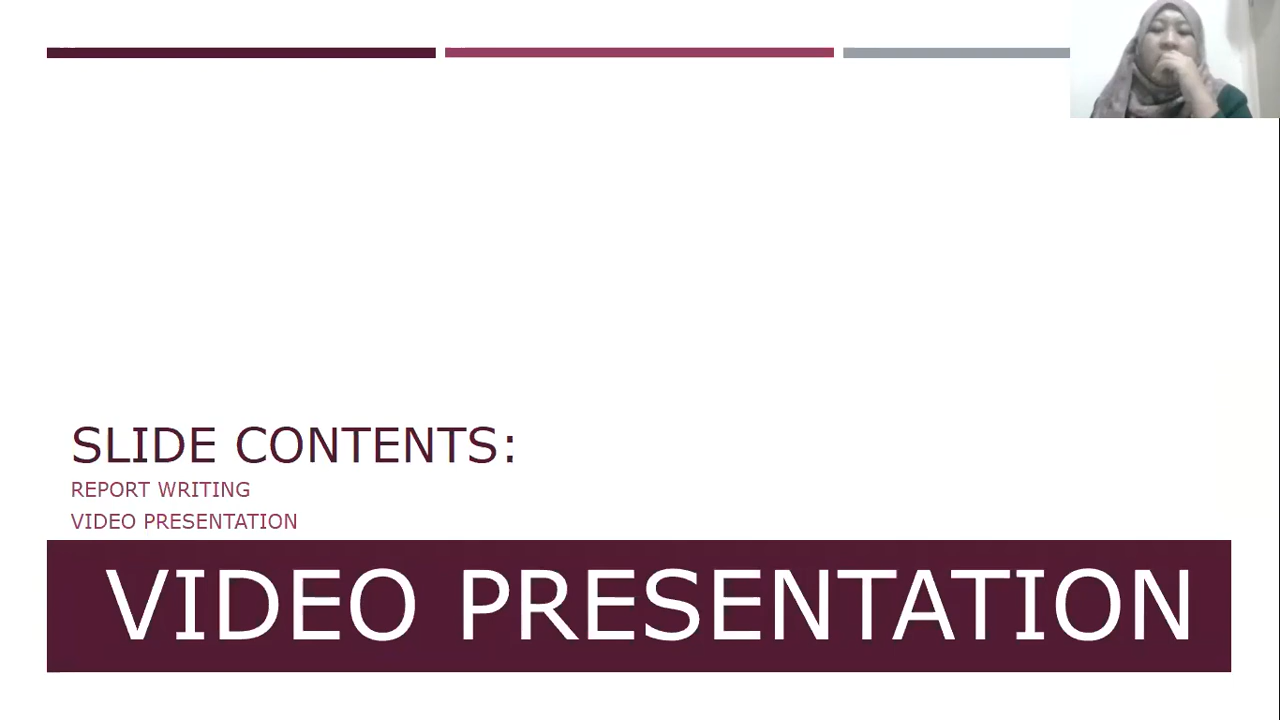 SLIDE CONTENTS:
REPORT WRITING
VIDEO PRESENTATION
VIDEO PRESENTATION